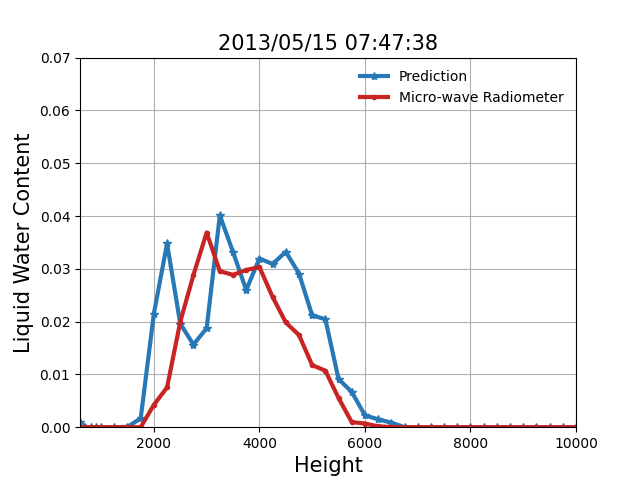 2013/05/15 07:47:38
0.07
0.06
0.05
0.04
0.03
0.02
0.01
0.00
Liquid Water Content
Prediction
Micro-wave Radiometer
2000 4000 6000 8000 10000
Height